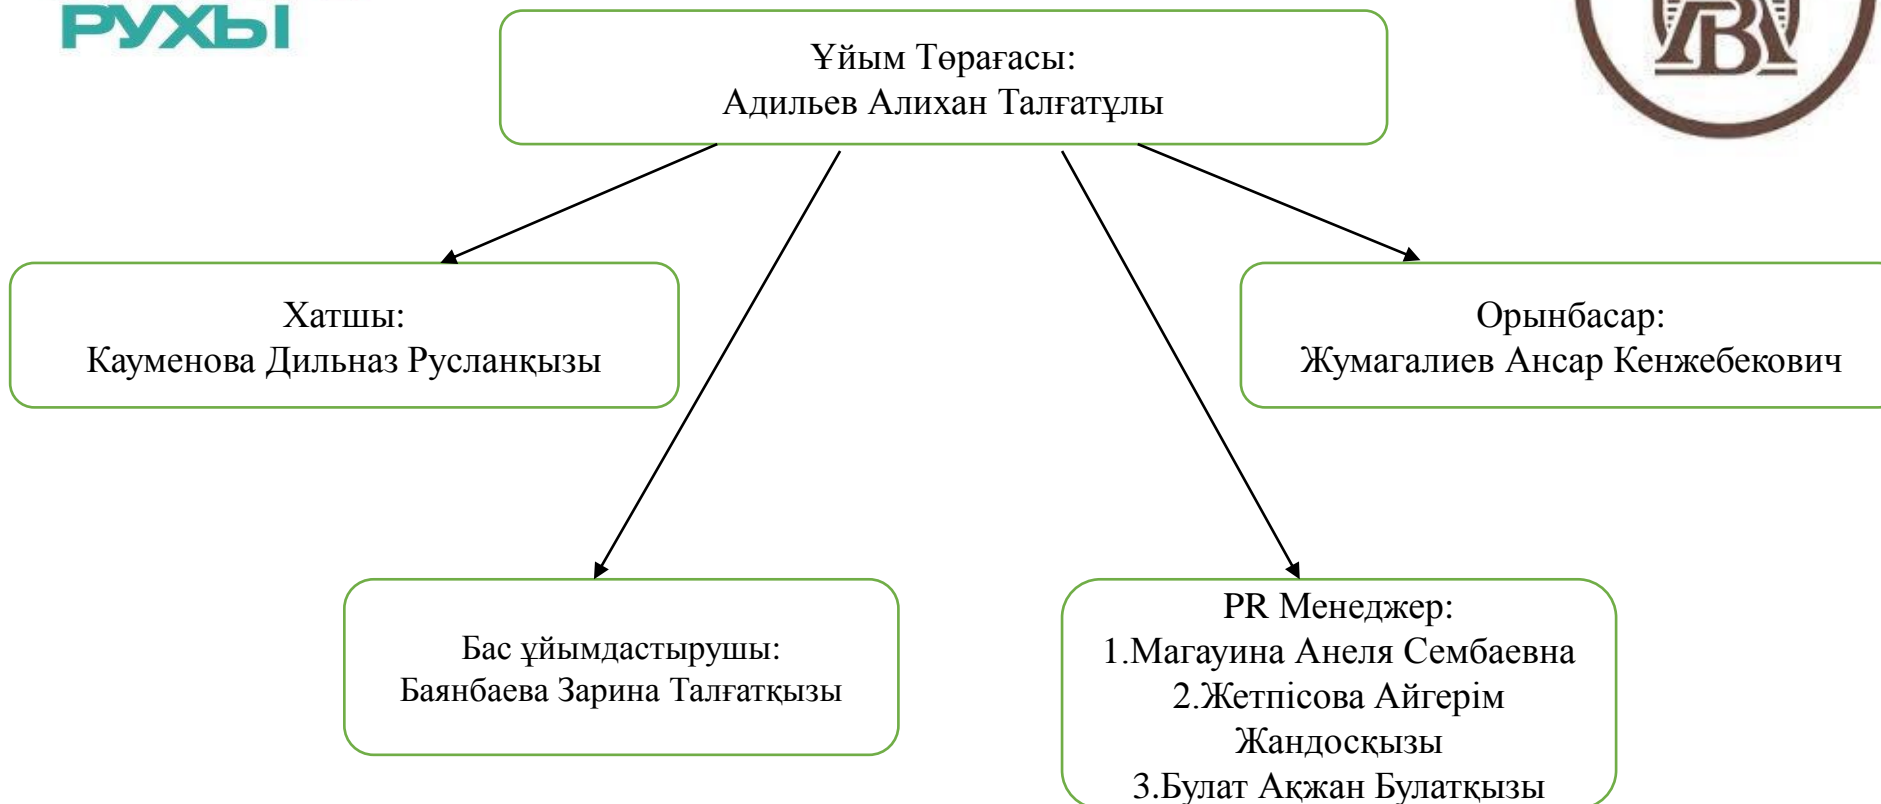 РУХЫ
Ұйым Төрағасы:
Адильев Алихан Талғатұлы
Хатшы:
Кауменова Дильназ Русланқызы
Орынбасар:
Жумагалиев Ансар Кенжебекович
Бас ұйымдастырушы:
Баянбаева Зарина Талғатқызы
PR Менеджер:
1.Магауина Анеля Сембаевна
2.Жетпісова Айгерім
Жандосқызы
3.Булат Ақжан Булатқызы